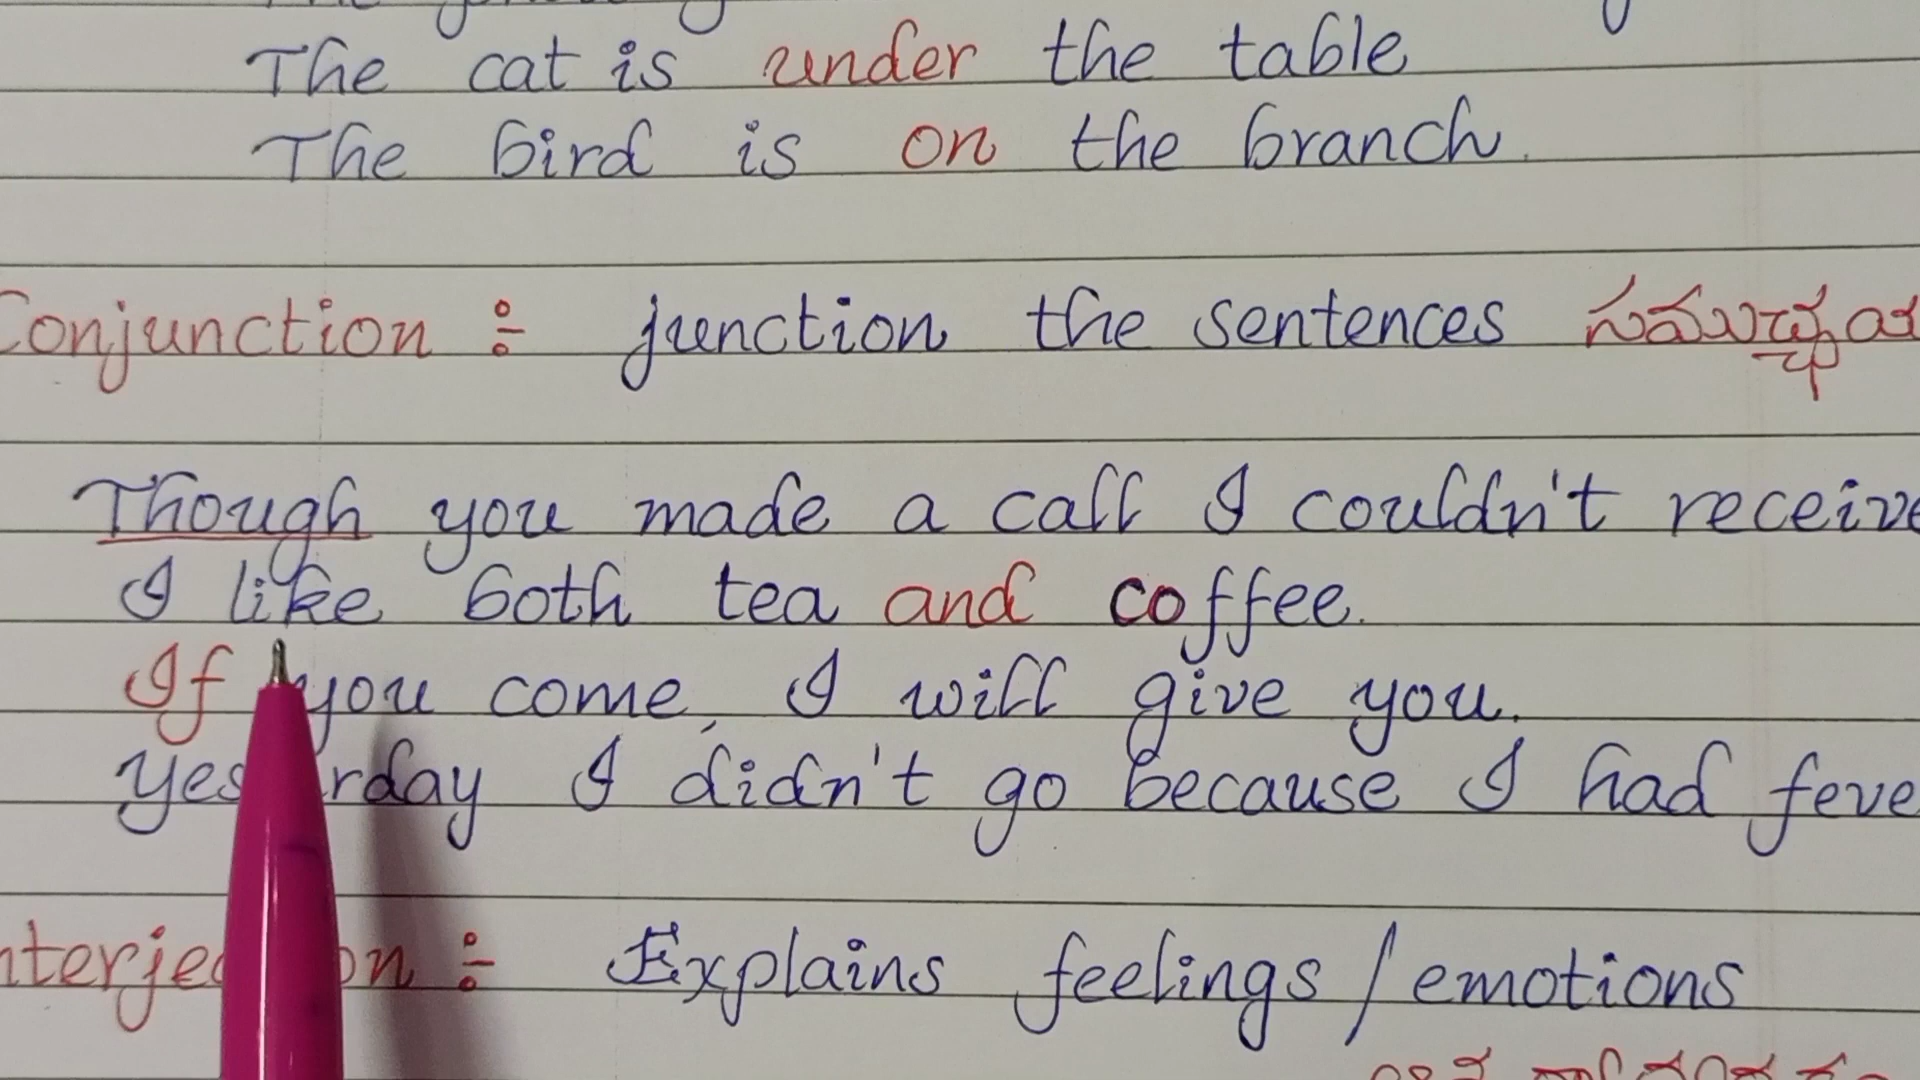 The cat is under the table
The bird is on the branch.
Conjunction ÷ junction the sentences
Though you made a call I couldn't receive
I like both tea and coffee.
If you come, I will give you.
I didn't go because I had feve
Explains feelings / emotions